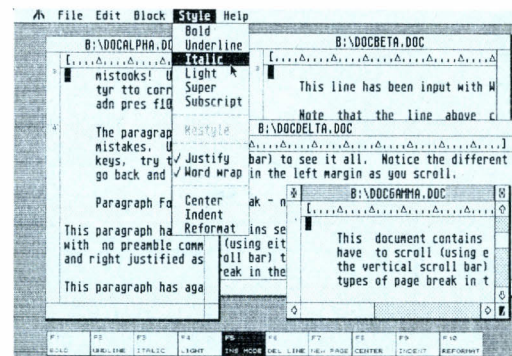 File Edit Block Style Help
Bold
Underline
Italic
Light
Super
Subscript
Restyle
✓ Justify
✓ Word wrap
Center
Indent
Reformat
B:\DOCALPHA.DO
mistooks! U
tyr tto corr
adn pres f10
The paragrap
mistakes. U
keys, try t
go back and
Paragraph Fo
This paragraph ha
with no preamble comm
and right justified as
This paragraph has aga
B:\DOCBETA.DOC
This line has been input with W
Note that the line above c
B:\DOCDELTA.DOC
bar) to see it all. Notice the different
in the left margin as you scroll.
ak - n
ins se
(using eit
oll bar) t
eak in the
B:\DOCGAMMA.DOC
This document contains
have to scroll (using e
the vertical scroll bar)
types of page break in t
F1 F2 F3 F4 F5 F6 F7 F8 F9 F10
BOLD UNDLINE ITALIC LIGHT INS MODE DEL LINE NEW PAGE CENTER INDENT REFORMAT